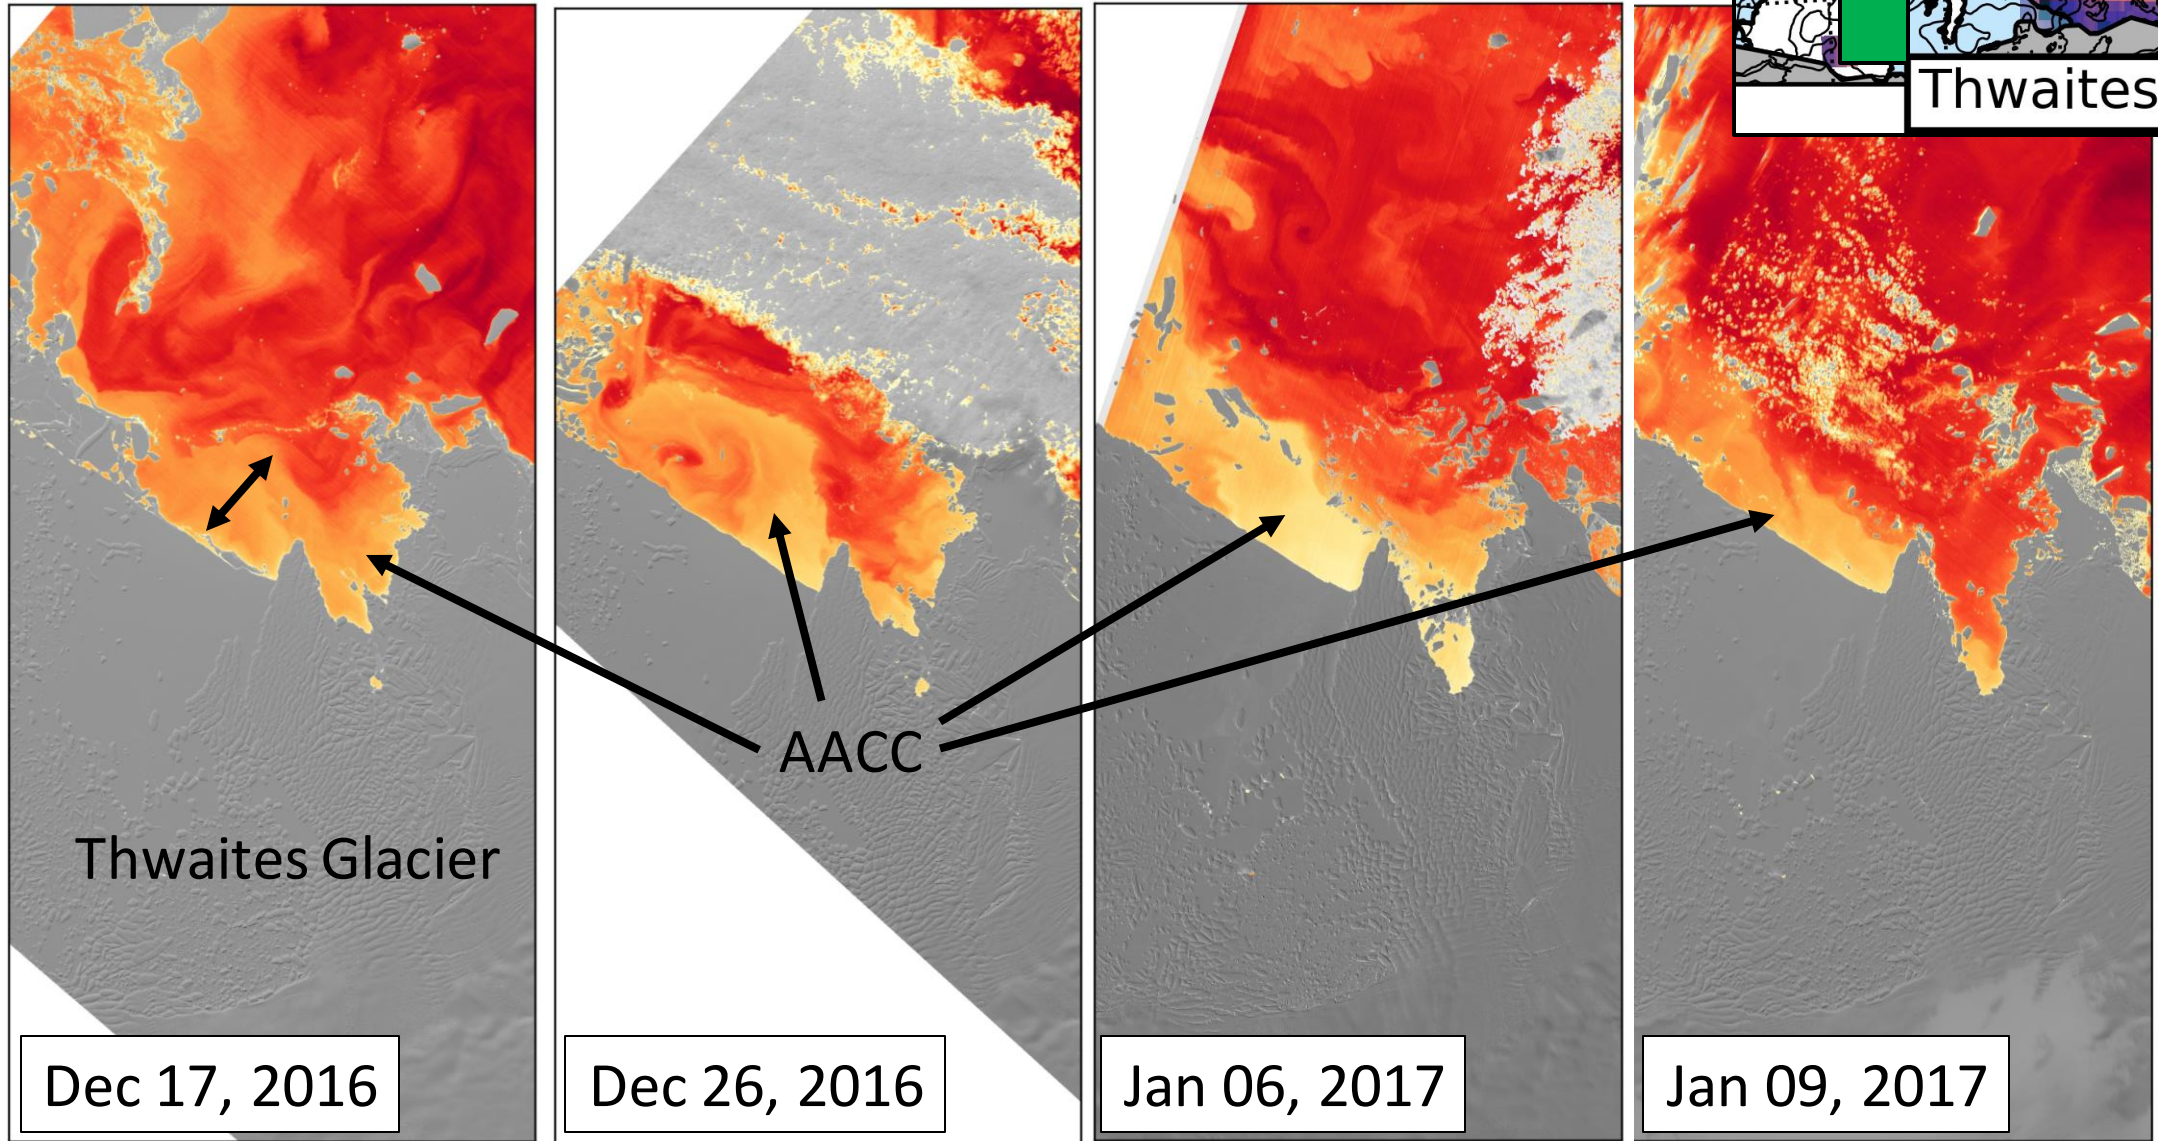 Thwaites
AACC
Thwaites Glacier
Dec 17, 2016
Dec 26, 2016
Jan 06, 2017
Jan 09, 2017